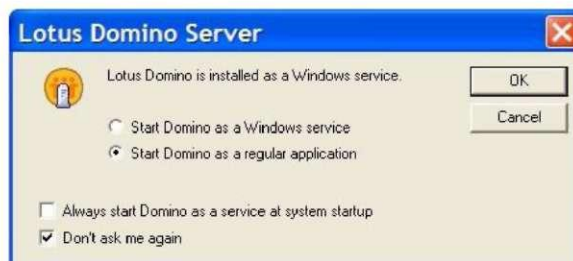 Lotus Domino Server
Lotus Domino is installed as a Windows service.
OK
Start Domino as a Windows service
Cancel
Start Domino as a regular application
Always start Domino as a service at system startup
Don't ask me again